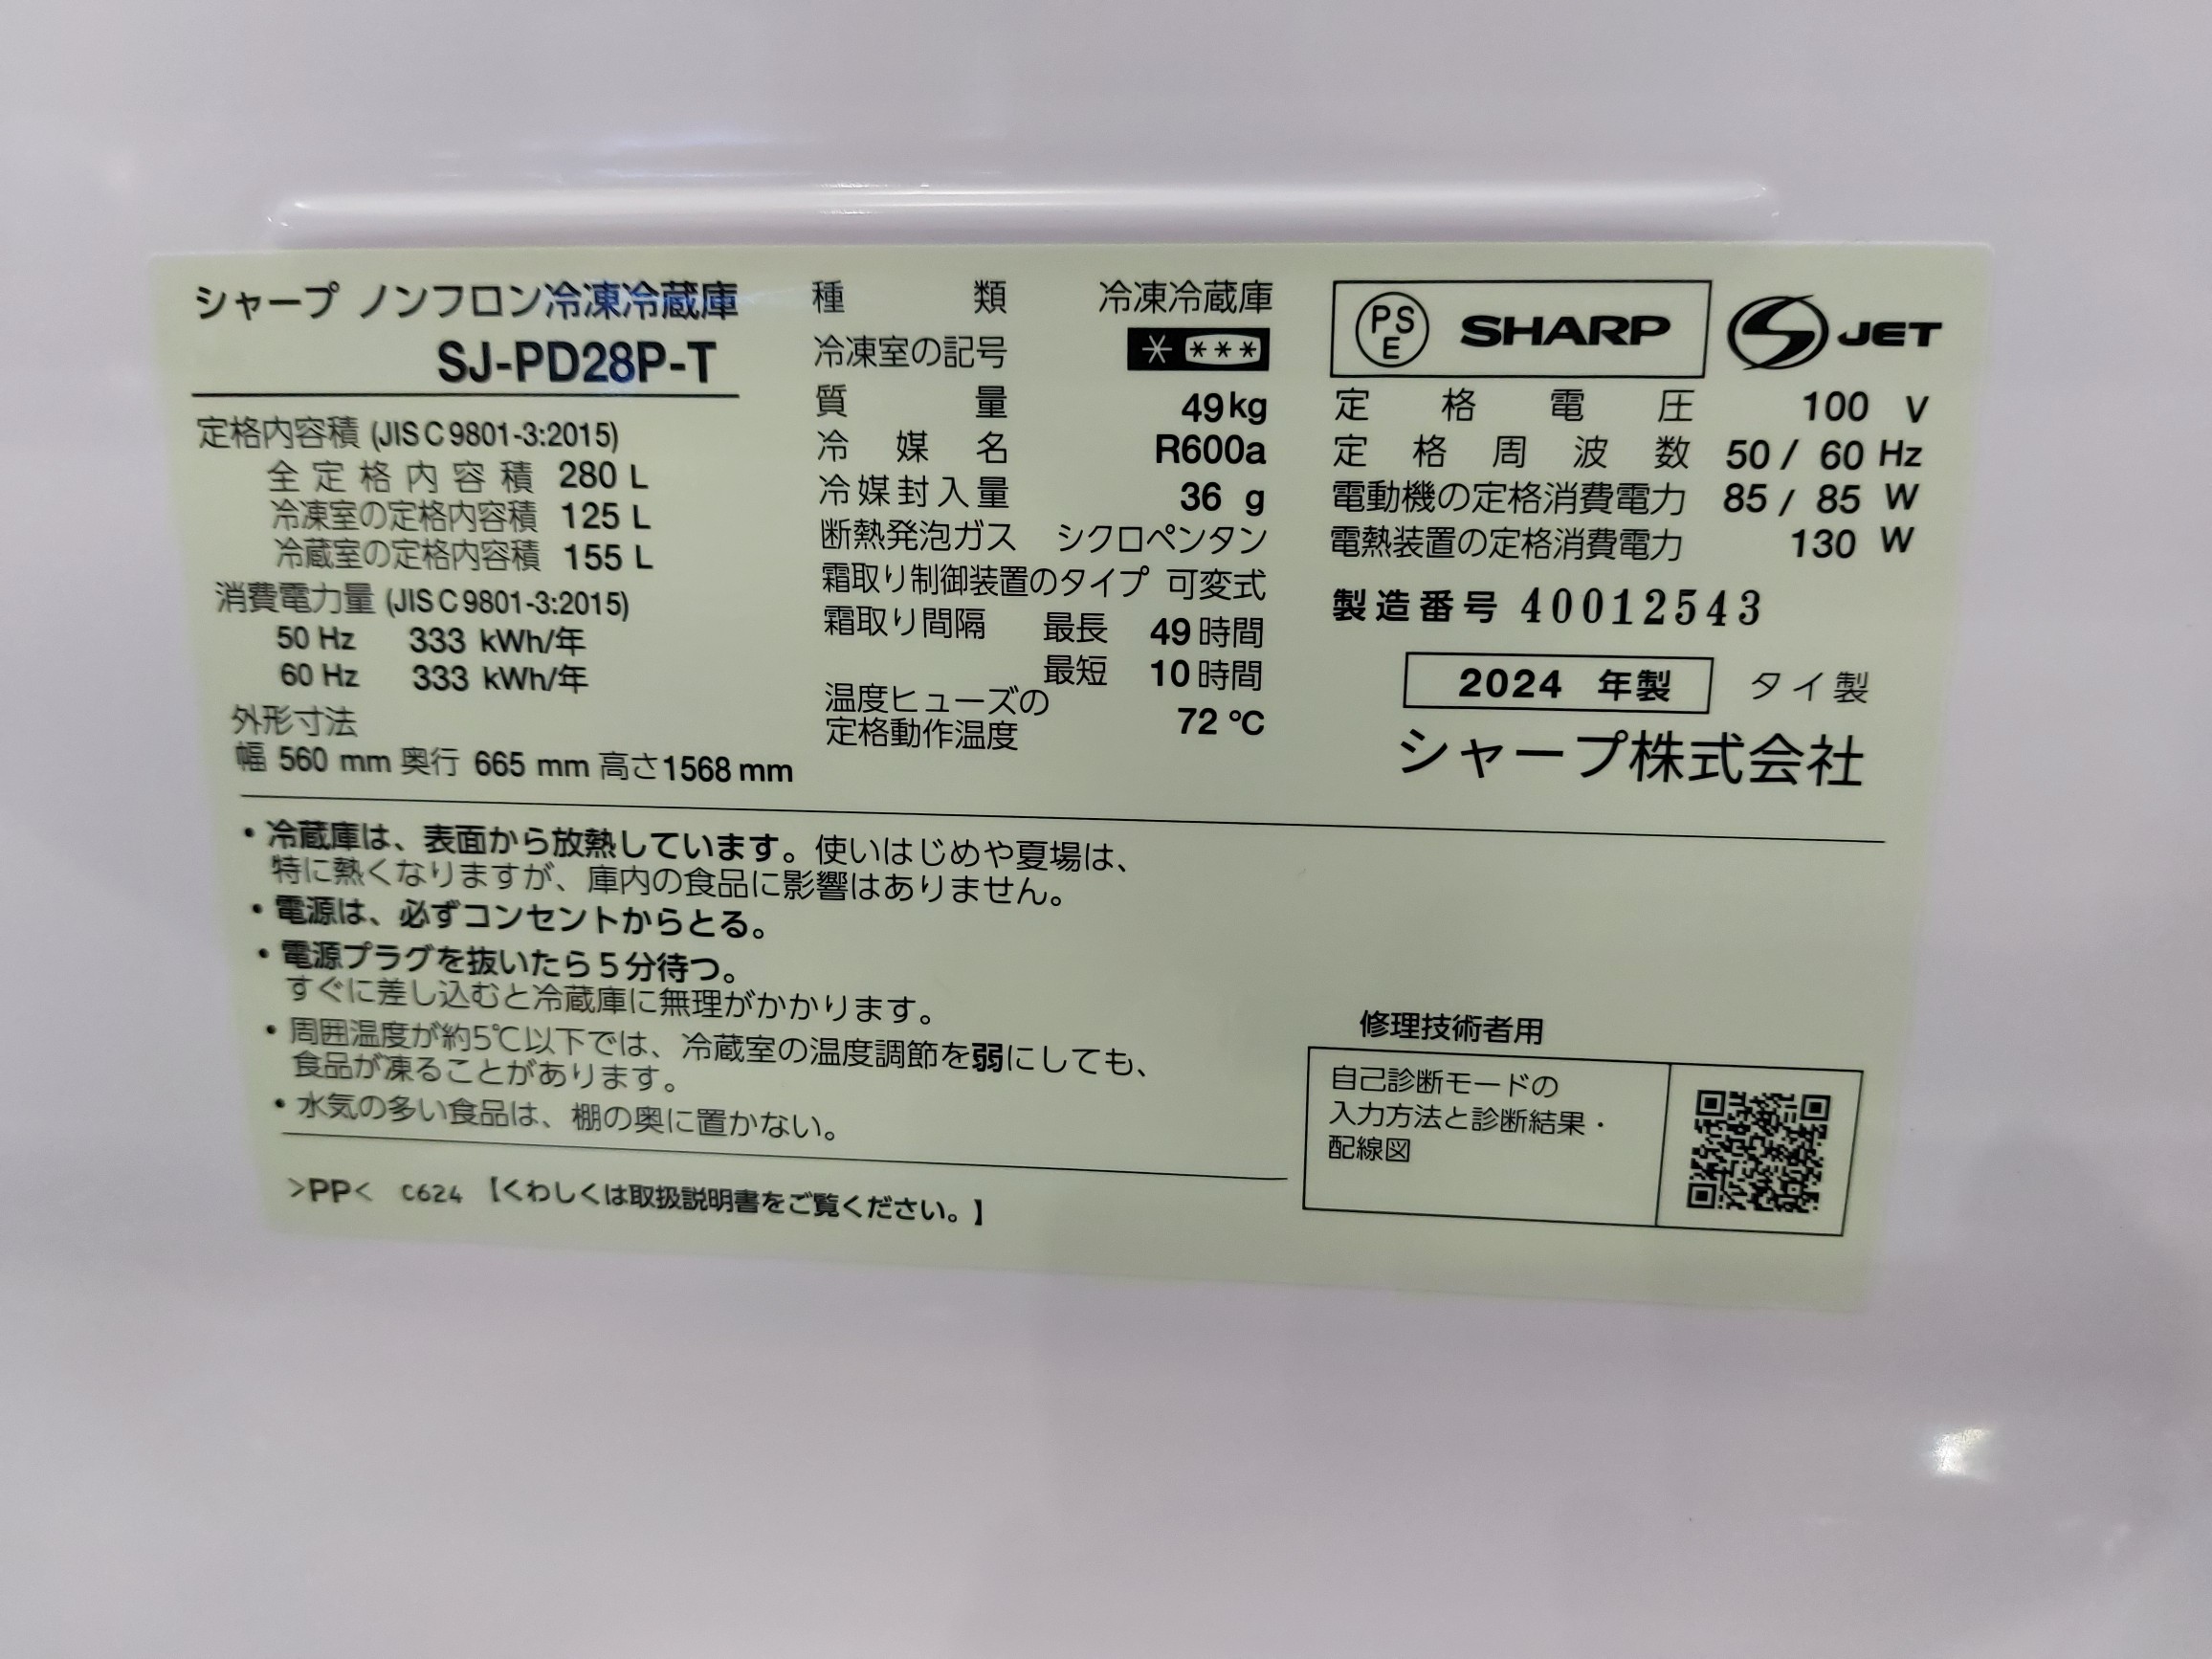 シャープ ノンフロン冷凍冷蔵庫
SJ-PD28P-T
定格内容積 (JIS C 9801-3:2015)
全定格内容積 280 L
冷凍室の定格内容積 125 L
冷蔵室の定格内容積 155 L
消費電力量 (JIS C 9801-3:2015)
50 Hz 333 kWh/年
60 Hz 333 kWh/年
外形寸法
幅 560 mm 奥行 665 mm 高さ 1568 mm
種類 冷凍冷蔵庫
冷凍室の記号 * ***
質量 49 kg
冷媒名 R600a
冷媒封入量 36 g
断熱発泡ガス シクロペンタン
霜取り制御装置のタイプ 可変式
霜取り間隔 最長 49 時間
最短 10 時間
温度ヒューズの
定格動作温度 72 ℃
PSE SHARP S JET
定格電圧 100 V
定格周波数 50 / 60 Hz
電動機の定格消費電力 85 / 85 W
電熱装置の定格消費電力 130 W
製造番号 40012543
2024 年製 タイ製
シャープ株式会社
・冷蔵庫は、表面から放熱しています。使いはじめや夏場は、
特に熱くなりますが、庫内の食品に影響はありません。
・電源は、必ずコンセントからとる。
・電源プラグを抜いたら5分待つ。
すぐに差し込むと冷蔵庫に無理がかかります。
・周囲温度が約5℃以下では、冷蔵室の温度調節を弱にしても、
食品が凍ることがあります。
・水気の多い食品は、棚の奥に置かない。
>PP< C624 【くわしくは取扱説明書をご覧ください。】
修理技術者用
自己診断モードの
入力方法と診断結果・
配線図